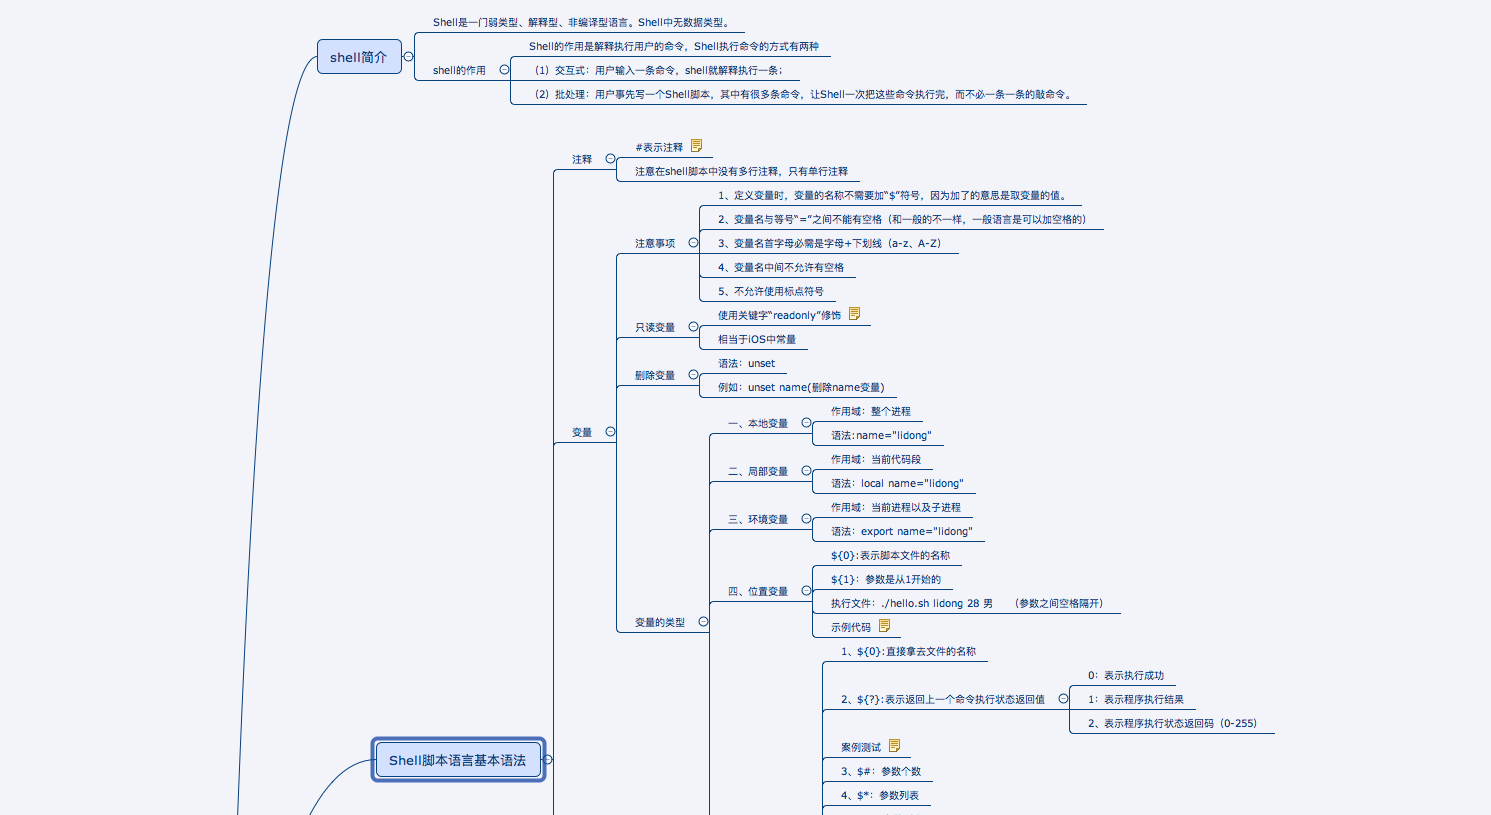 Shell是一门弱类型、解释型、非编译型语言。Shell中无数据类型。
shell简介
Shell的作用是解释执行用户的命令，Shell执行命令的方式有两种
shell的作用
（1）交互式：用户输入一条命令，shell就解释执行一条；
（2）批处理：用户事先写一个Shell脚本，其中有很多条命令，让Shell一次把这些命令执行完，而不必一条一条的敲命令。
#表示注释
注释
注意在shell脚本中没有多行注释，只有单行注释
1、定义变量时，变量的名称不需要加“$”符号，因为加了的意思是取变量的值。
2、变量名与等号“=”之间不能有空格（和一般的不一样，一般语言是可以加空格的）
注意事项
3、变量名首字母必需是字母+下划线（a-z、A-Z）
4、变量名中间不允许有空格
5、不允许使用标点符号
使用关键字“readonly”修饰
只读变量
相当于iOS中常量
语法：unset
删除变量
例如：unset name(删除name变量)
变量
作用域：整个进程
一、本地变量
语法:name="lidong"
作用域：当前代码段
二、局部变量
语法：local name="lidong"
作用域：当前进程以及子进程
三、环境变量
语法：export name="lidong"
${0}:表示脚本文件的名称
${1}：参数是从1开始的
四、位置变量
执行文件：./hello.sh lidong 28 男 （参数之间空格隔开）
示例代码
变量的类型
1、${0}:直接拿去文件的名称
0：表示执行成功
2、${?}:表示返回上一个命令执行状态返回值
1：表示程序执行结果
2、表示程序执行状态返回码（0-255）
案例测试
Shell脚本语言基本语法
3、$#：参数个数
4、$*：参数列表